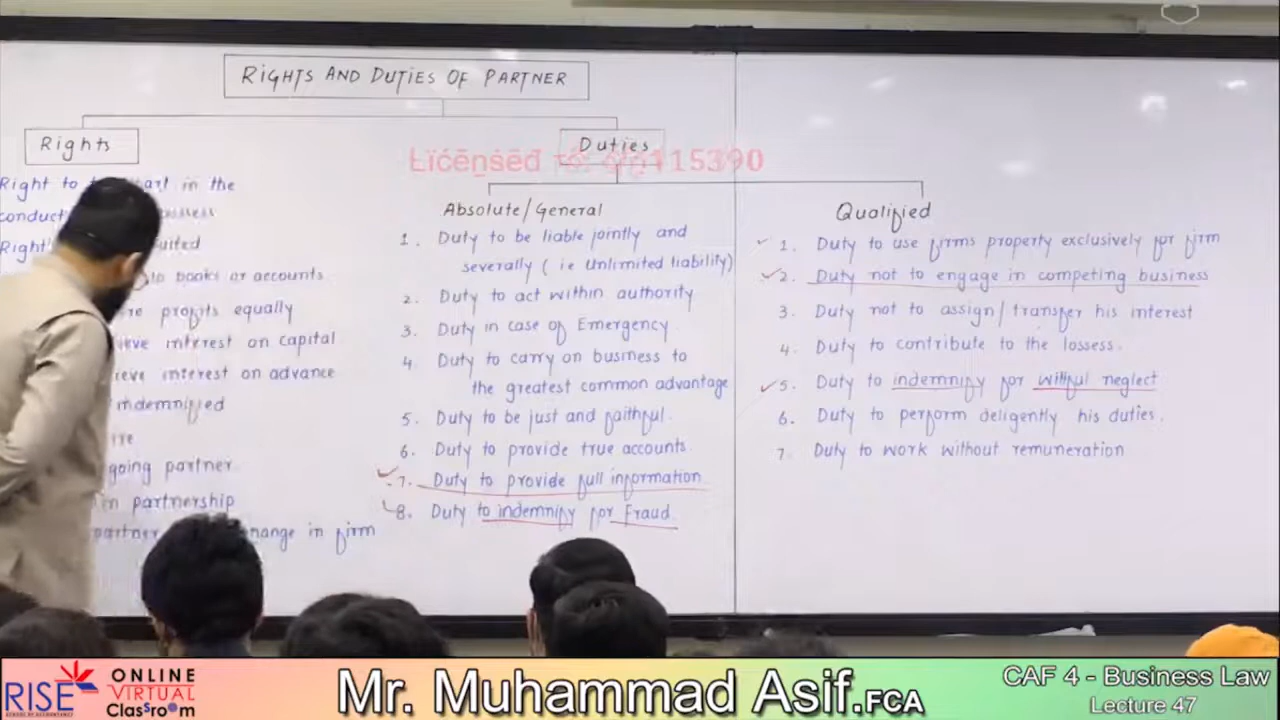 RIGHTS AND DUTIES OF PARTNER
Rights
Right to part in the
conduct
Right
to books or accounts
profits equally
interest on capital
interest on advance
indemnified
going partner
in partnership
partner change in firm
Duties
Absolute/General
1. Duty to be liable jointly and
severally (ie Unlimited liability)
2. Duty to act within authority
3. Duty in case of Emergency
4. Duty to carry on business to
the greatest common advantage
5. Duty to be just and faithful.
6. Duty to provide true accounts.
7. Duty to provide full information
8. Duty to indemnify for Fraud.
Qualified
1. Duty to use firms property exclusively for firm
2. Duty not to engage in competing business
3. Duty not to assign/transfer his interest
4. Duty to contribute to the lossess.
5. Duty to indemnify for willful neglect
6. Duty to perform deligently his duties.
7. Duty to work without remuneration
RISE
ONLINE
VIRTUAL
Classroom
Mr. Muhammad Asif.FCA
CAF 4 - Business Law
Lecture 47